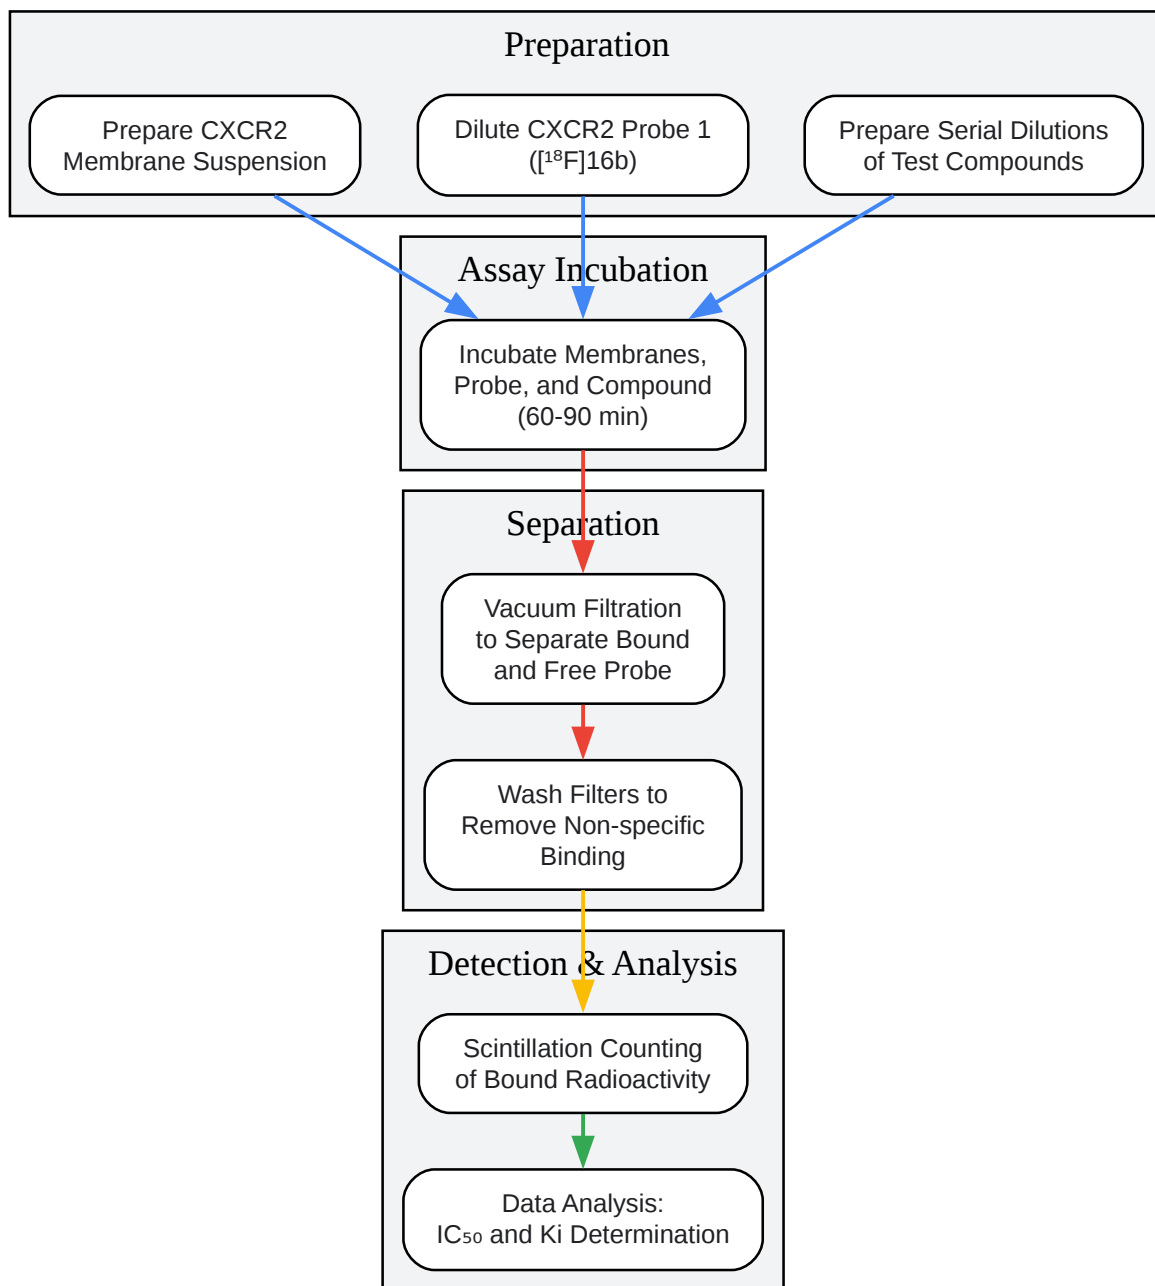 Preparation
Prepare CXCR2
Membrane Suspension
Dilute CXCR2 Probe 1
([¹⁸F]16b)
Prepare Serial Dilutions
of Test Compounds
Assay Incubation
Incubate Membranes,
Probe, and Compound
(60-90 min)
Separation
Vacuum Filtration
to Separate Bound
and Free Probe
Wash Filters to
Remove Non-specific
Binding
Detection & Analysis
Scintillation Counting
of Bound Radioactivity
Data Analysis:
IC₅₀ and Ki Determination